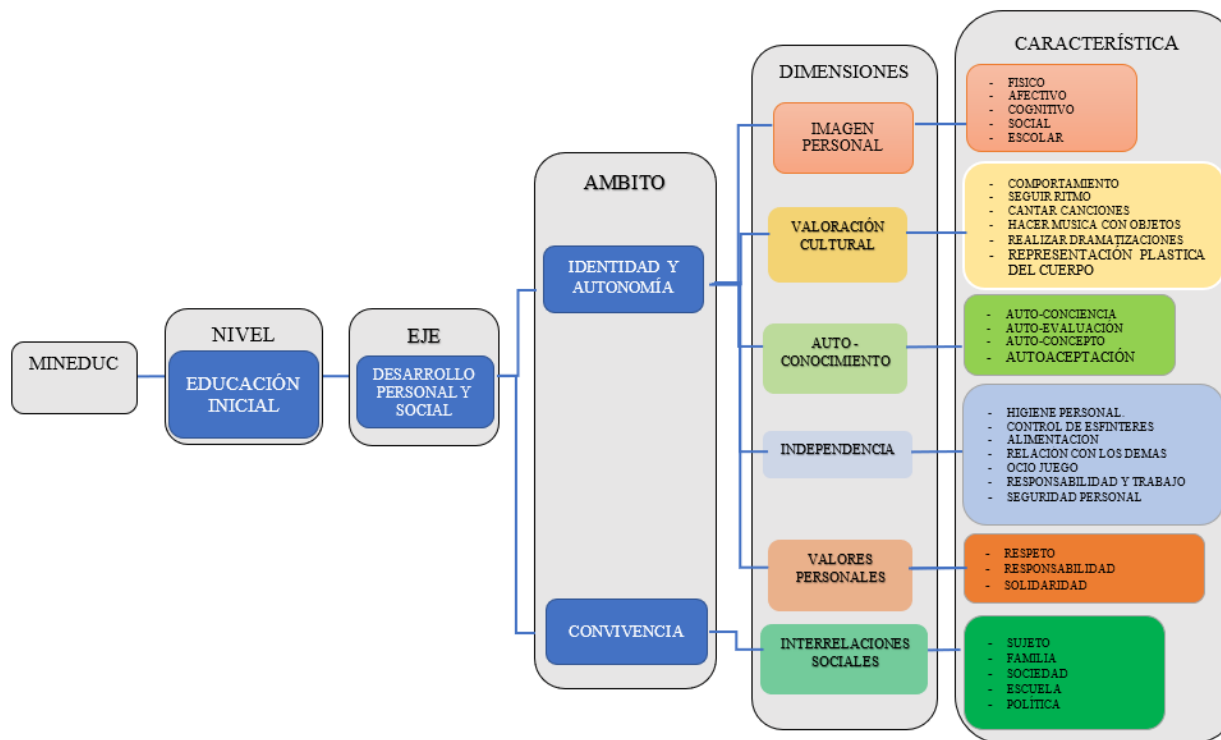 MINEDUC
NIVEL
EDUCACIÓN
INICIAL
EJE
DESARROLLO
PERSONAL Y
SOCIAL
AMBITO
IDENTIDAD Y
AUTONOMÍA
CONVIVENCIA
DIMENSIONES
IMAGEN
PERSONAL
VALORACIÓN
CULTURAL
AUTO -
CONOCIMIENTO
INDEPENDENCIA
VALORES
PERSONALES
INTERRELACIONES
SOCIALES
CARACTERÍSTICA
- FISICO
- AFECTIVO
- COGNITIVO
- SOCIAL
- ESCOLAR
- COMPORTAMIENTO
- SEGUIR RITMO
- CANTAR CANCIONES
- HACER MUSICA CON OBJETOS
- REALIZAR DRAMATIZACIONES
- REPRESENTACIÓN PLASTICA
DEL CUERPO
- AUTO-CONCIENCIA
- AUTO-EVALUACIÓN
- AUTO-CONCEPTO
- AUTOACEPTACIÓN
- HIGIENE PERSONAL.
- CONTROL DE ESFINTERES
- ALIMENTACION
- RELACION CON LOS DEMAS
- OCIO JUEGO
- RESPONSABILIDAD Y TRABAJO
- SEGURIDAD PERSONAL
- RESPETO
- RESPONSABILIDAD
- SOLIDARIDAD
- SUJETO
- FAMILIA
- SOCIEDAD
- ESCUELA
- POLÍTICA